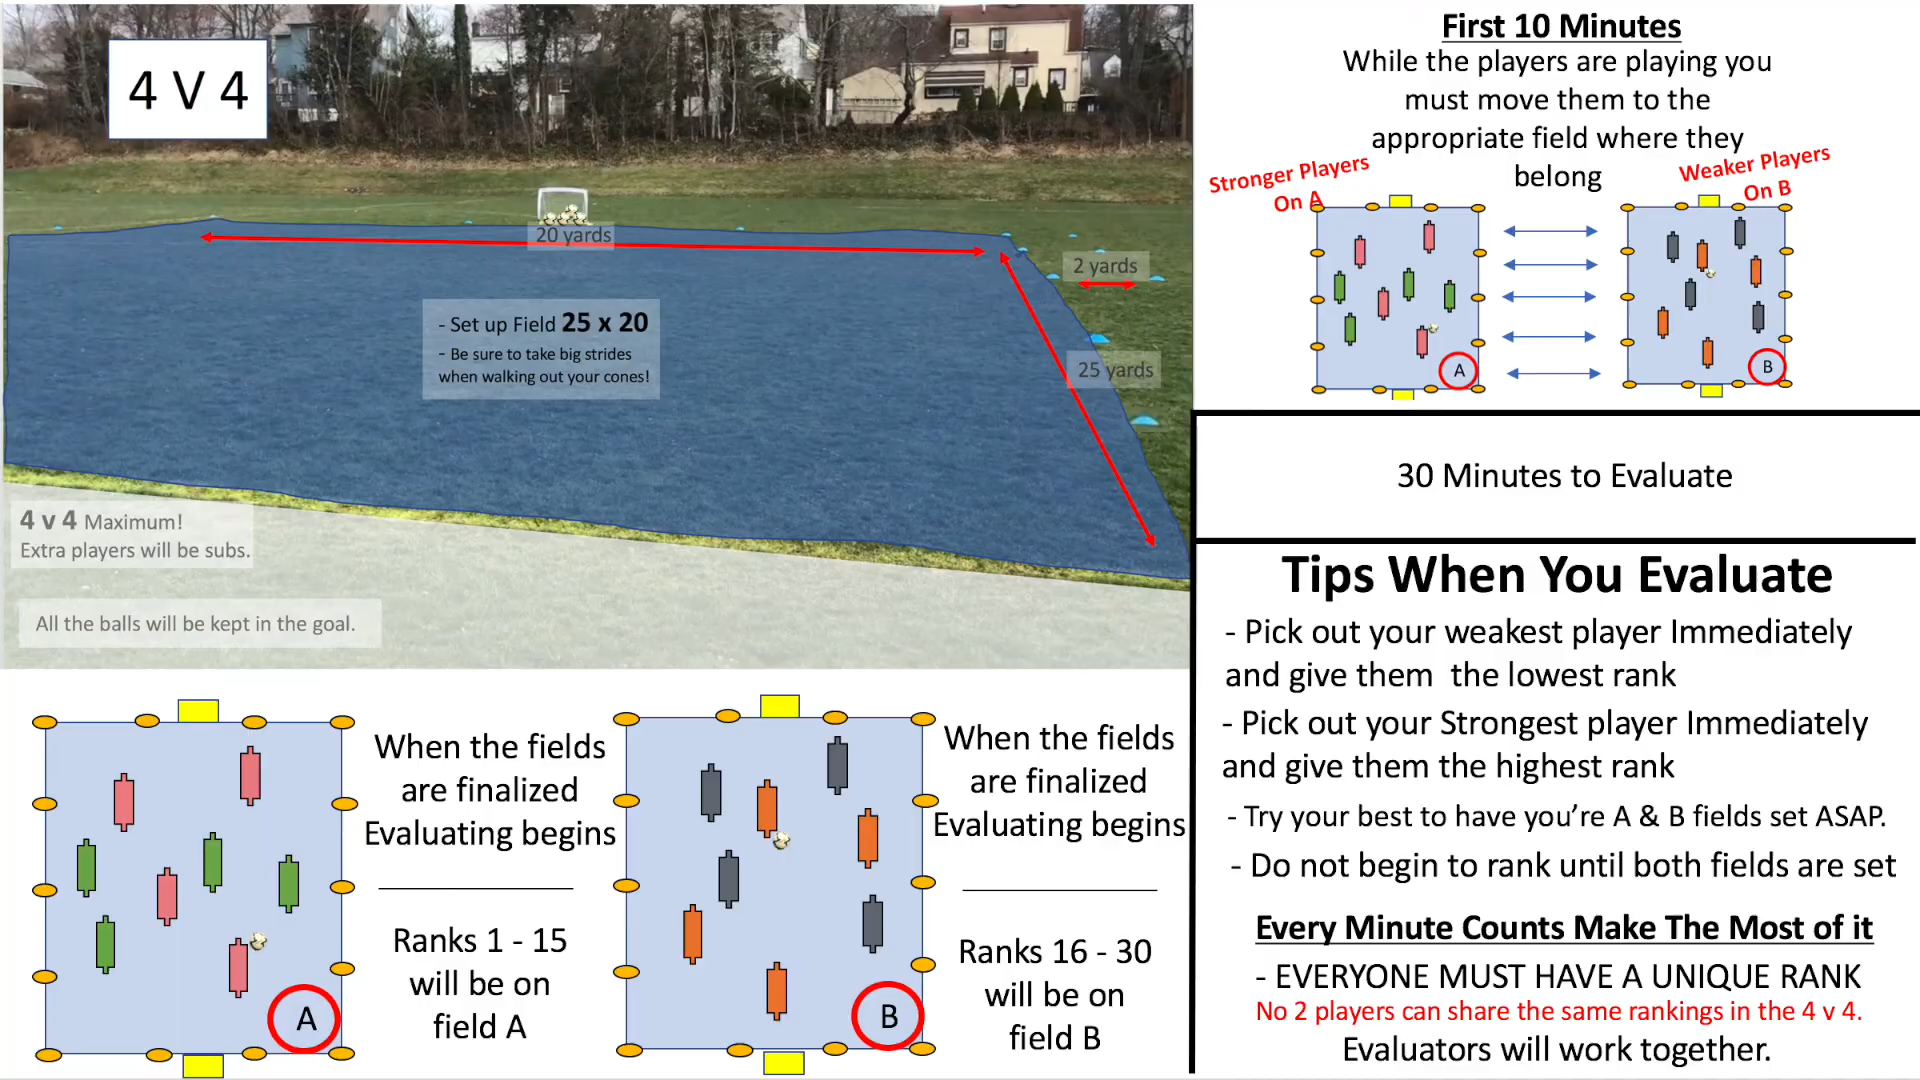 4 V 4
20 yards
2 yards
- Set up Field 25 x 20
- Be sure to take big strides
when walking out your cones!
25 yards
4 v 4 Maximum!
Extra players will be subs.
All the balls will be kept in the goal.
First 10 Minutes
While the players are playing you
must move them to the
appropriate field where they
belong
Stronger Players
On A
Weaker Players
On B
A
B
30 Minutes to Evaluate
Tips When You Evaluate
- Pick out your weakest player Immediately
and give them  the lowest rank
- Pick out your Strongest player Immediately
and give them the highest rank
- Try your best to have you’re A & B fields set ASAP.
- Do not begin to rank until both fields are set
Every Minute Counts Make The Most of it
- EVERYONE MUST HAVE A UNIQUE RANK
No 2 players can share the same rankings in the 4 v 4.
Evaluators will work together.
When the fields
are finalized
Evaluating begins
Ranks 1 - 15
will be on
field A
A
When the fields
are finalized
Evaluating begins
Ranks 16 - 30
will be on
field B
B